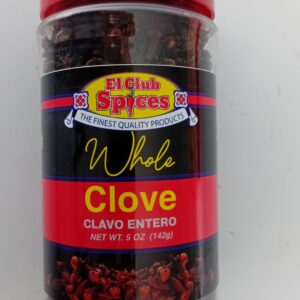 El Club
Spices
THE FINEST QUALITY PRODUCTS
Whole
Clove
CLAVO ENTERO
NET WT. 5 OZ (142g)